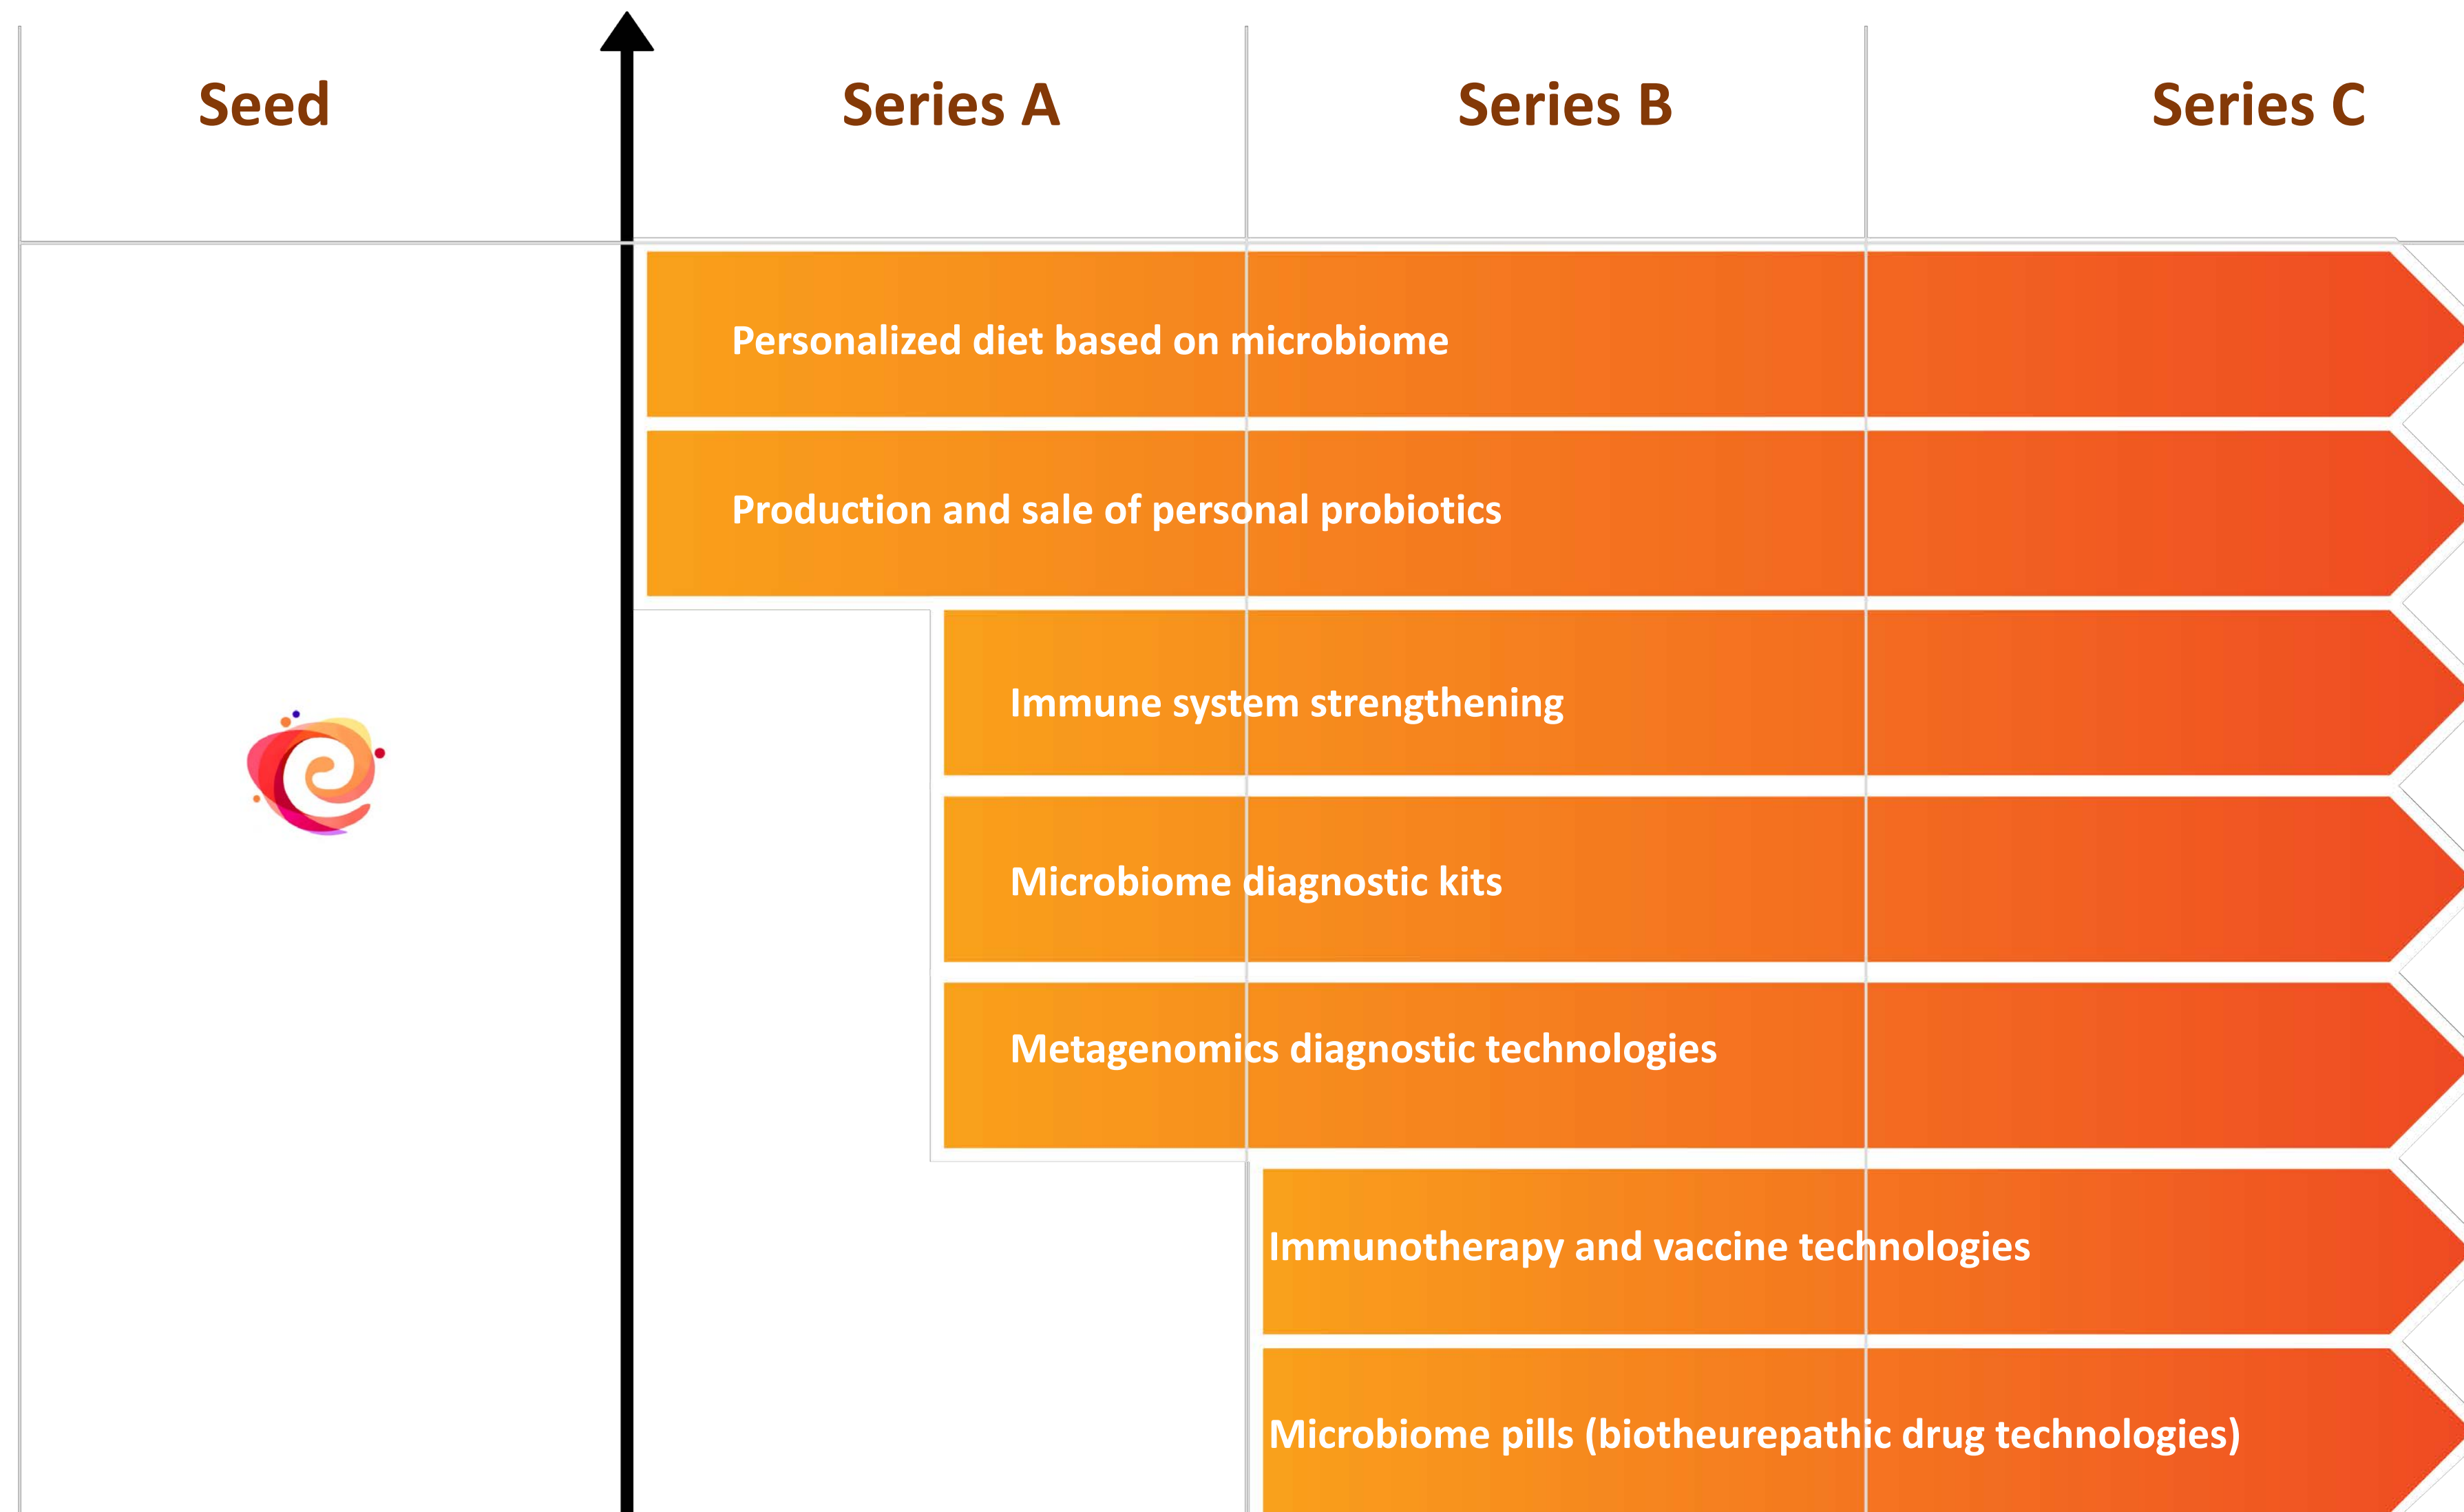 Seed
Series A
Series B
Series C
Personalized diet based on microbiome
Production and sale of personal probiotics
Immune system strengthening
Microbiome diagnostic kits
Metagenomics diagnostic technologies
Immunotherapy and vaccine technologies
Microbiome pills (biotheurepathic drug technologies)